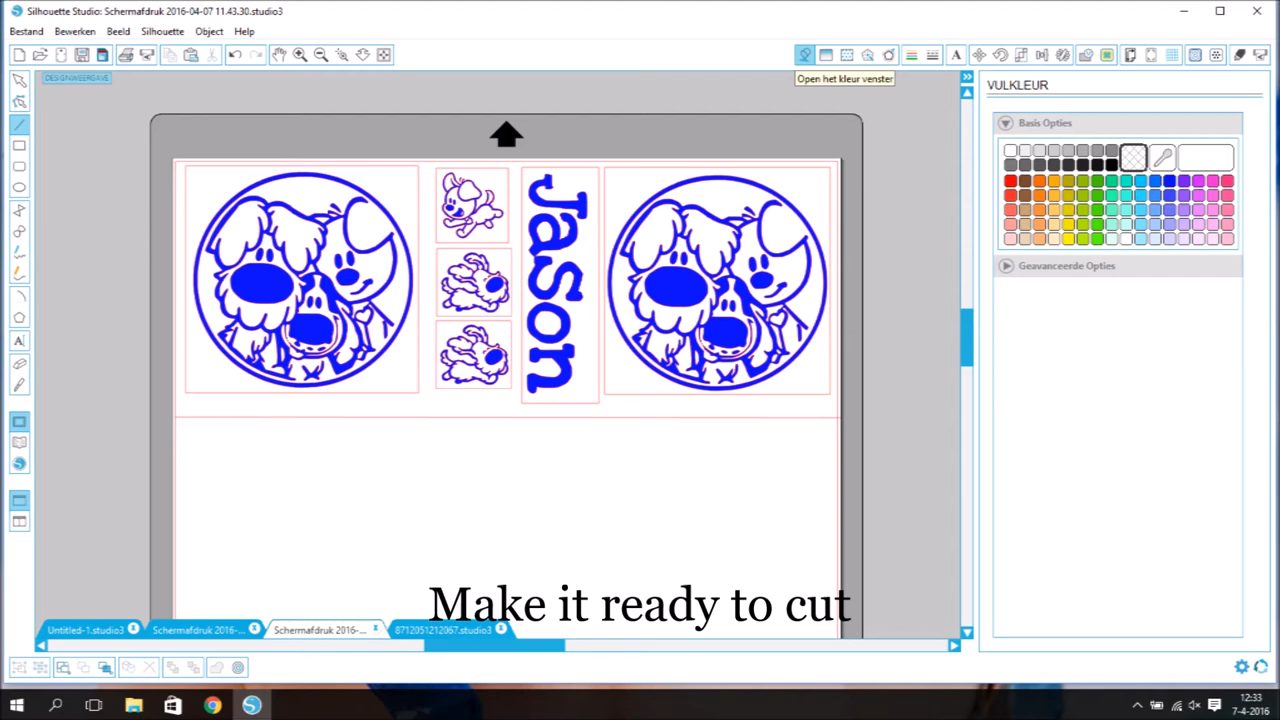 Silhouette Studio: Schermafdruk 2016-04-07 11.43.30.studio3
Bestand Bewerken Beeld Silhouette Object Help
DESIGNWEERGAVE
Open het kleur venster
VULKLEUR
Basis Opties
Geavanceerde Opties
JaSon
Make it ready to cut
Untitled-1.studio3 Schermafdruk 2016-... Schermafdruk 2016-... 8712051212067.studio3
12:33
7-4-2016